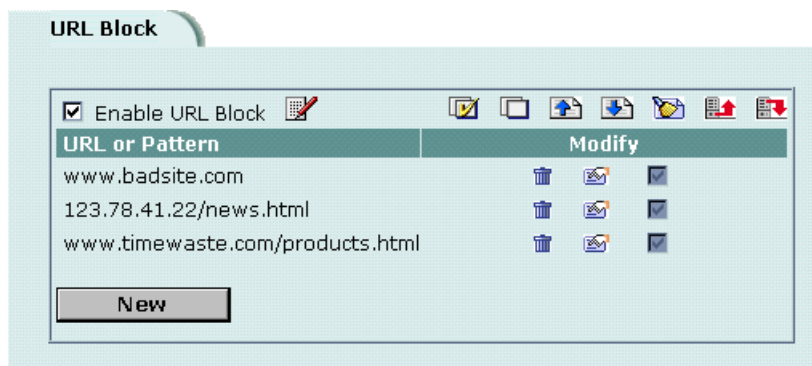 URL Block
Enable URL Block
URL or Pattern Modify
www.badsite.com
123.78.41.22/news.html
www.timewaste.com/products.html
New